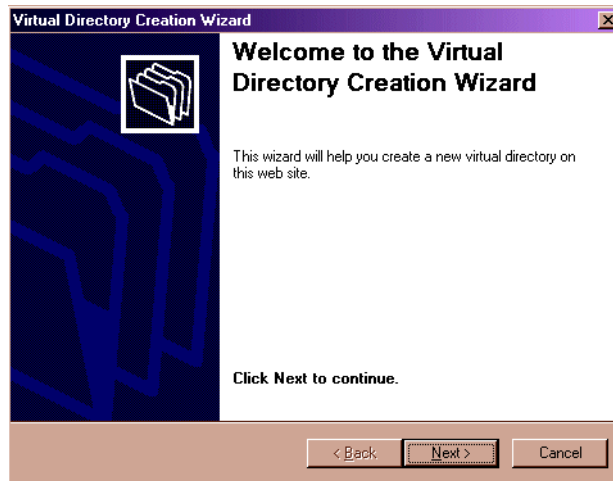 Virtual Directory Creation Wizard
Welcome to the Virtual
Directory Creation Wizard
This wizard will help you create a new virtual directory on
this web site.
Click Next to continue.
< Back Next > Cancel